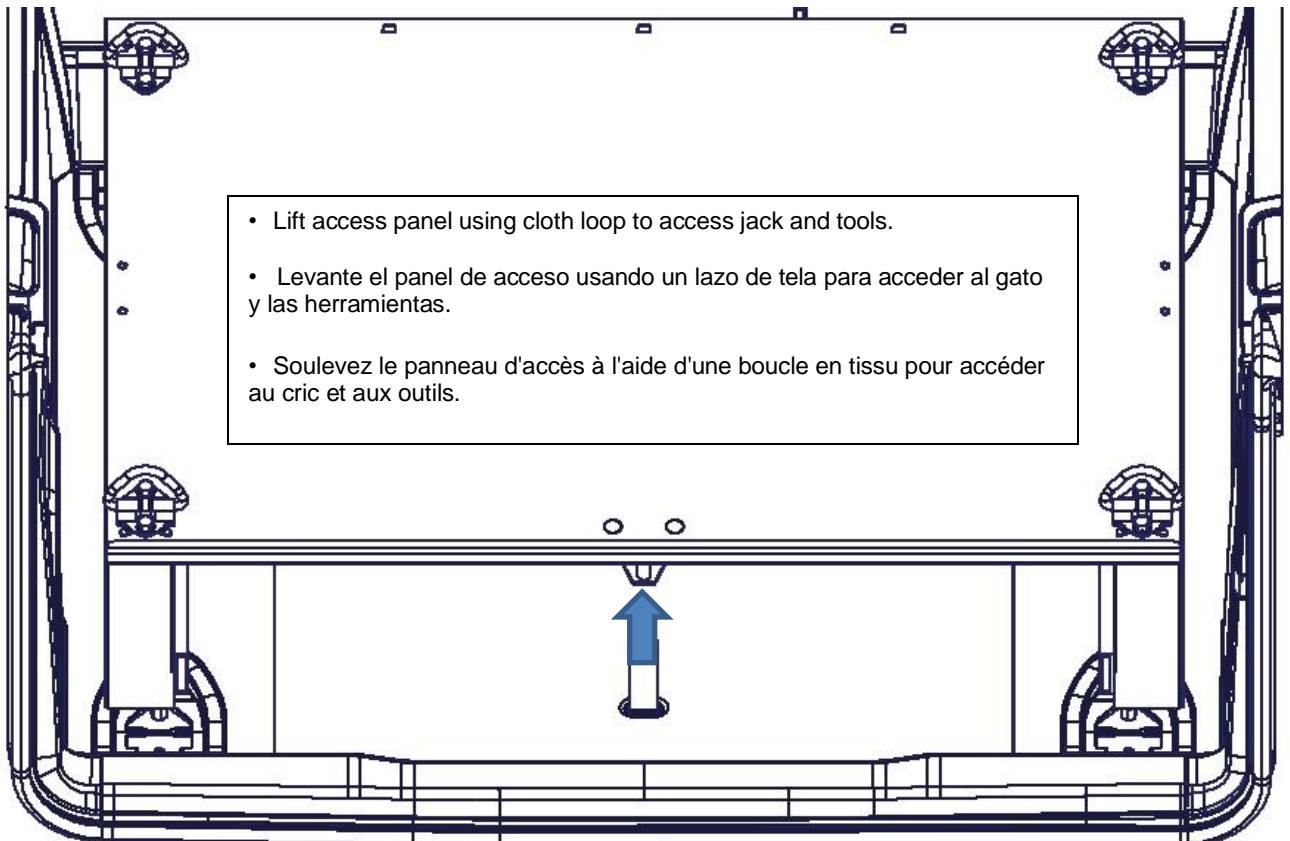 • Lift access panel using cloth loop to access jack and tools.
• Levante el panel de acceso usando un lazo de tela para acceder al gato
y las herramientas.
• Soulevez le panneau d'accès à l'aide d'une boucle en tissu pour accéder
au cric et aux outils.